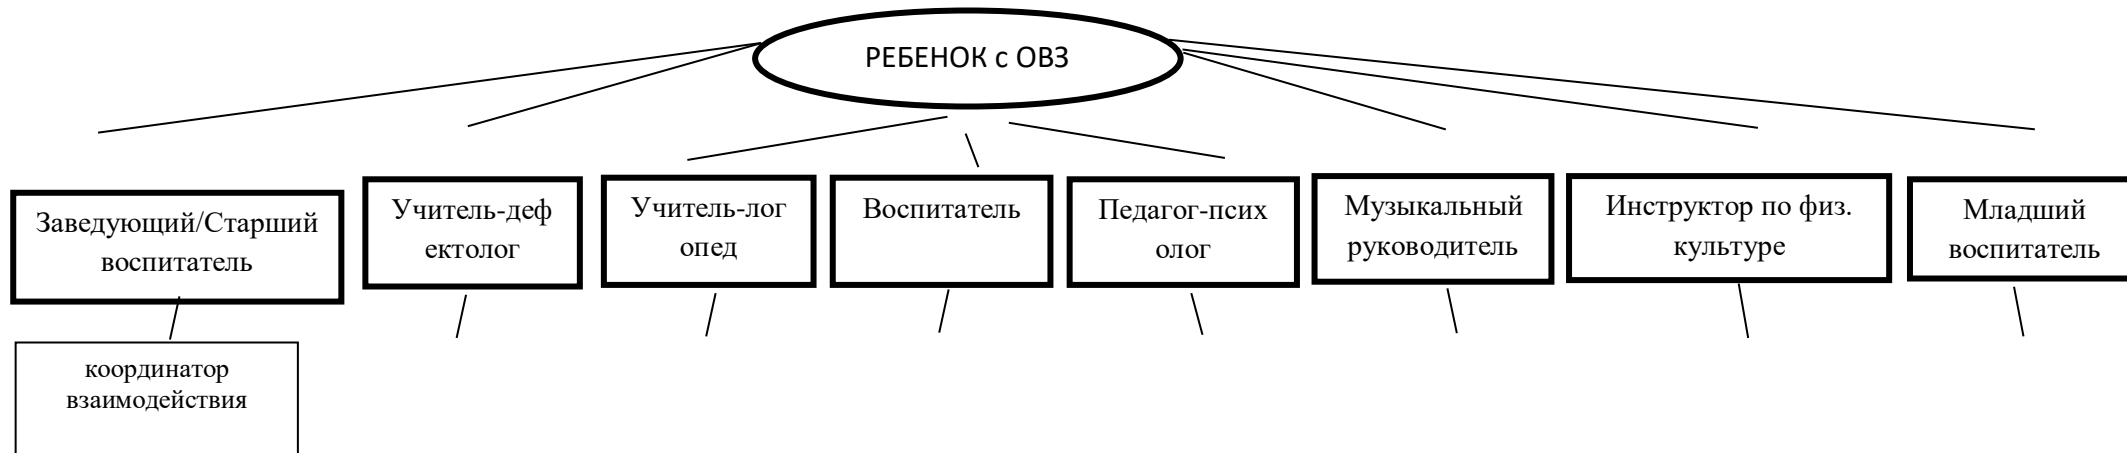 РЕБЕНОК с ОВЗ
Заведующий/Старший
воспитатель
Учитель-деф
ектолог
Учитель-лог
опед
Воспитатель
Педагог-псих
олог
Музыкальный
руководитель
Инструктор по физ.
культуре
Младший
воспитатель
координатор
взаимодействия